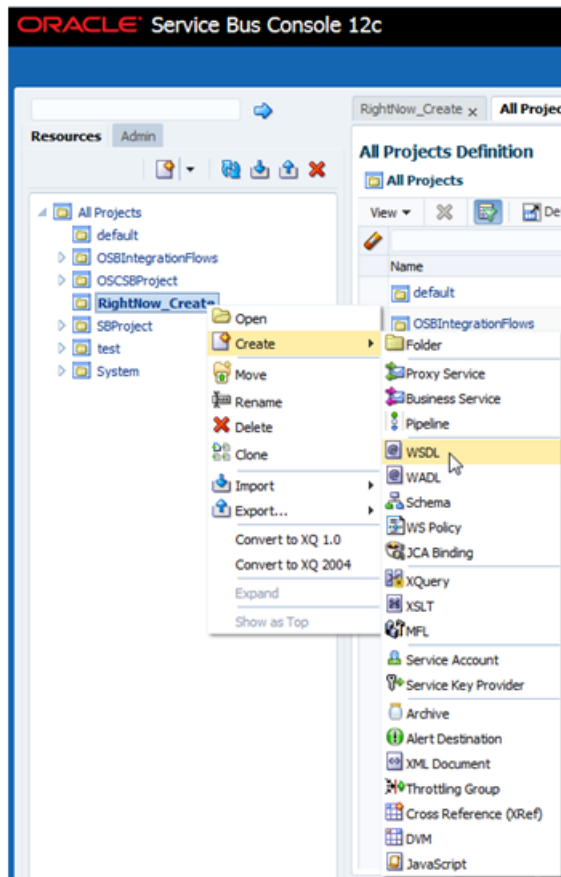 ORACLE Service Bus Console 12c
RightNow_Create x
All Projec
Resources
Admin
All Projects Definition
All Projects
View
De
Name
default
OSBIntegrationFlows
All Projects
default
OSBIntegrationFlows
OSCSBProject
RightNow_Create
SBProject
test
System
Open
Create
Move
Rename
Delete
Clone
Import
Export...
Convert to XQ 1.0
Convert to XQ 2004
Expand
Show as Top
Folder
Proxy Service
Business Service
Pipeline
WSDL
WADL
Schema
WS Policy
JCA Binding
XQuery
XSLT
MFL
Service Account
Service Key Provider
Archive
Alert Destination
XML Document
Throttling Group
Cross Reference (XRef)
DVM
JavaScript